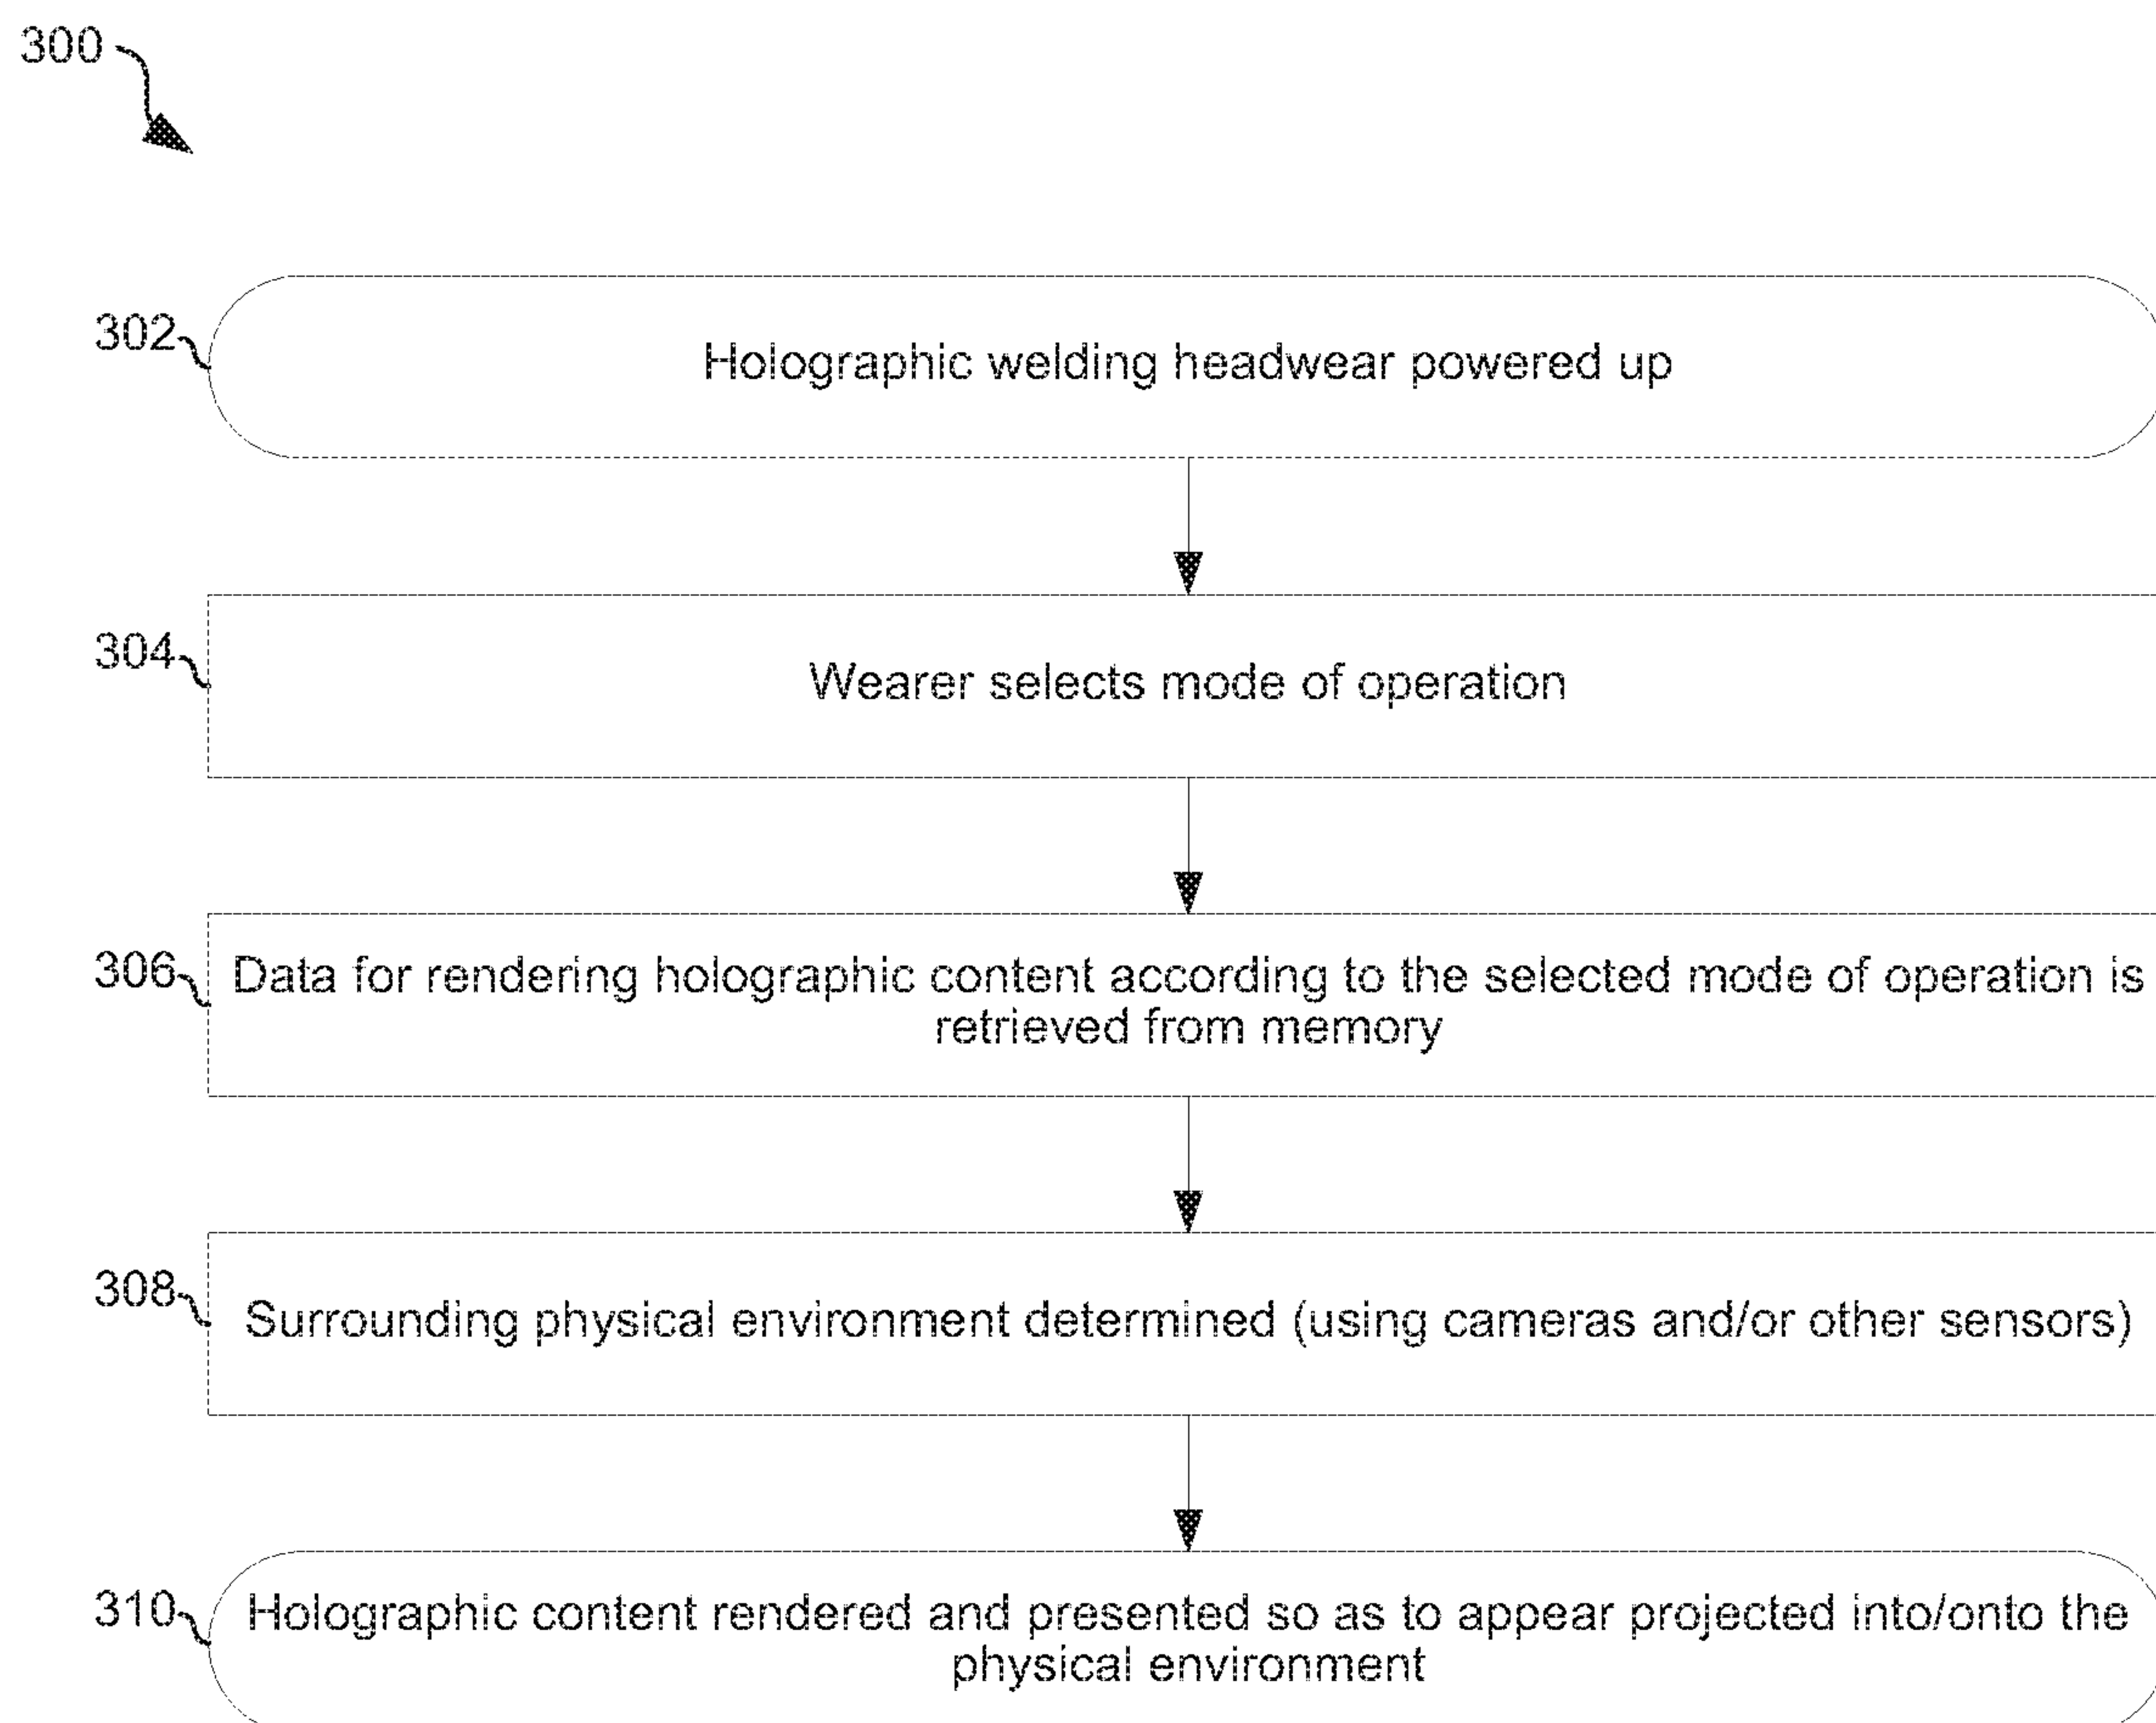 300
302
Holographic welding headwear powered up
304
Wearer selects mode of operation
306
Data for rendering holographic content according to the selected mode of operation is
retrieved from memory
308
Surrounding physical environment determined (using cameras and/or other sensors)
310
Holographic content rendered and presented so as to appear projected into/onto the
physical environment